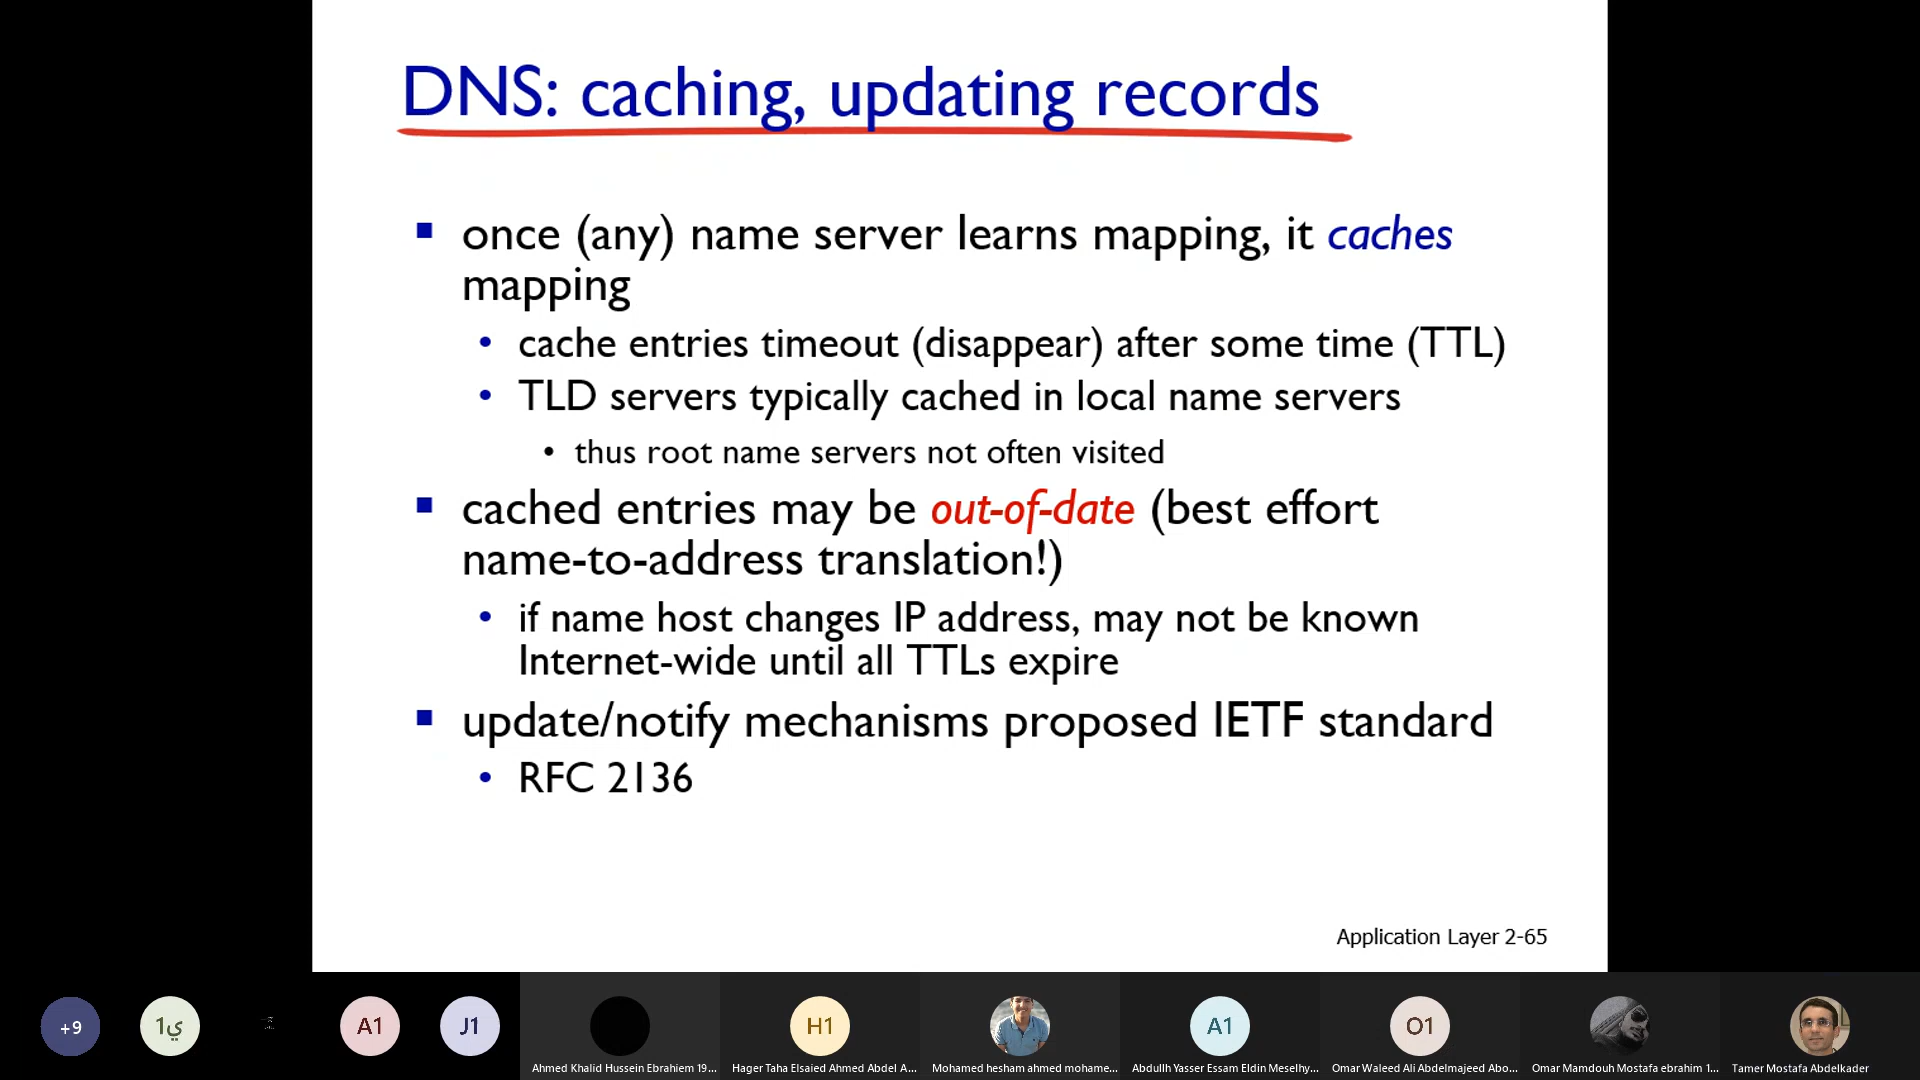 DNS: caching, updating records
once (any) name server learns mapping, it caches
mapping
cache entries timeout (disappear) after some time (TTL)
TLD servers typically cached in local name servers
thus root name servers not often visited
cached entries may be out-of-date (best effort
name-to-address translation!)
if name host changes IP address, may not be known
Internet-wide until all TTLs expire
update/notify mechanisms proposed IETF standard
RFC 2136
Application Layer 2-65
+9
ي1
A1
J1
H1
A1
O1
Ahmed Khalid Hussein Ebrahiem 19...
Hager Taha Elsaied Ahmed Abdel A...
Mohamed hesham ahmed mohame...
Abdullh Yasser Essam Eldin Meselhy...
Omar Waleed Ali Abdelmajeed Abo...
Omar Mamdouh Mostafa ebrahim 1...
Tamer Mostafa Abdelkader